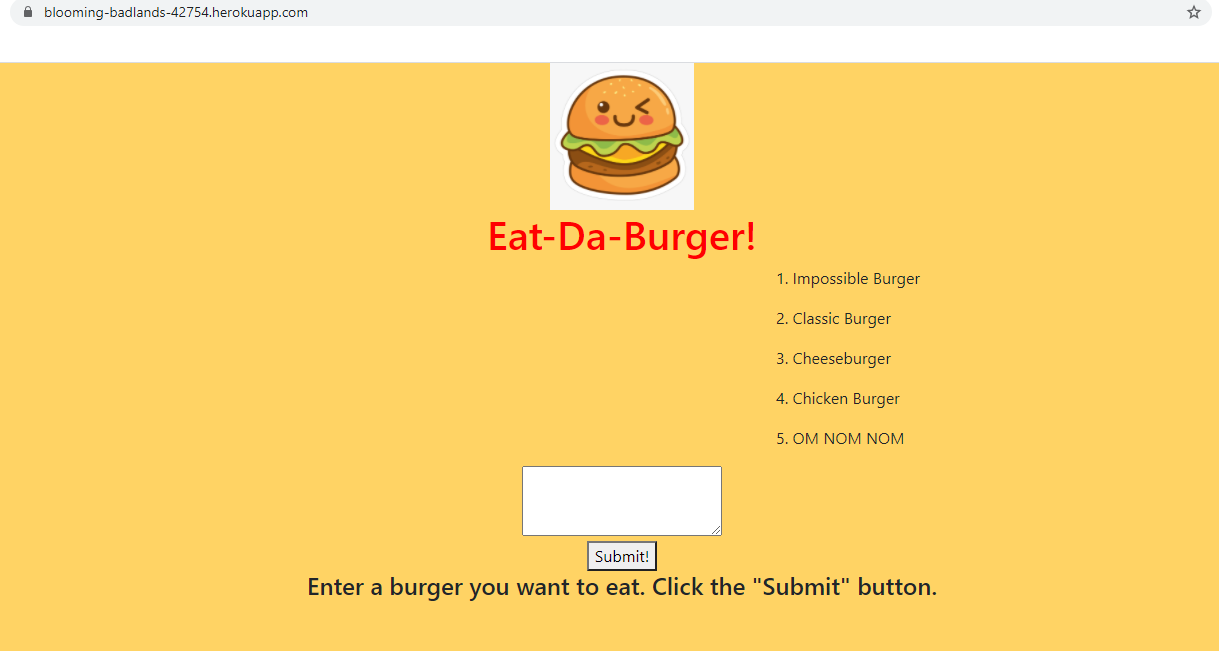 blooming-badlands-42754.herokuapp.com
Eat-Da-Burger!
1. Impossible Burger
2. Classic Burger
3. Cheeseburger
4. Chicken Burger
5. OM NOM NOM
Submit!
Enter a burger you want to eat. Click the "Submit" button.